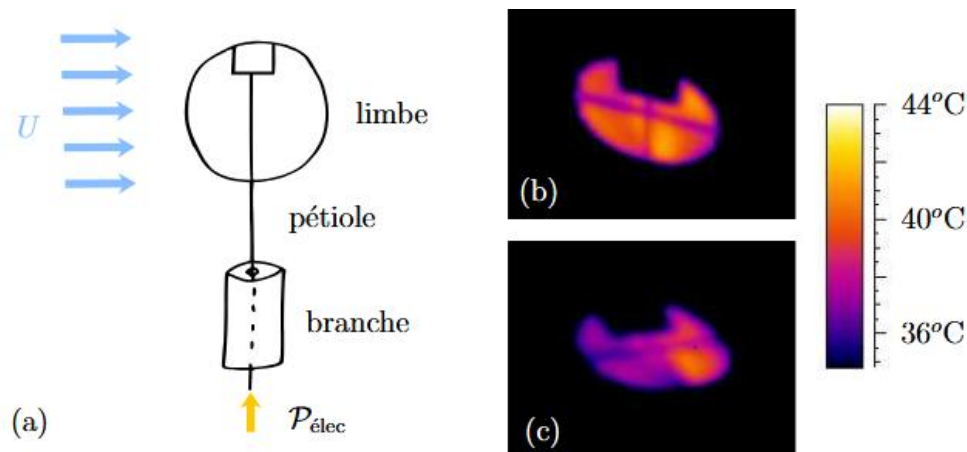 U
limbe
pétiole
branche
(a)
𝒫élec
(b)
(c)
44°C
40°C
36°C